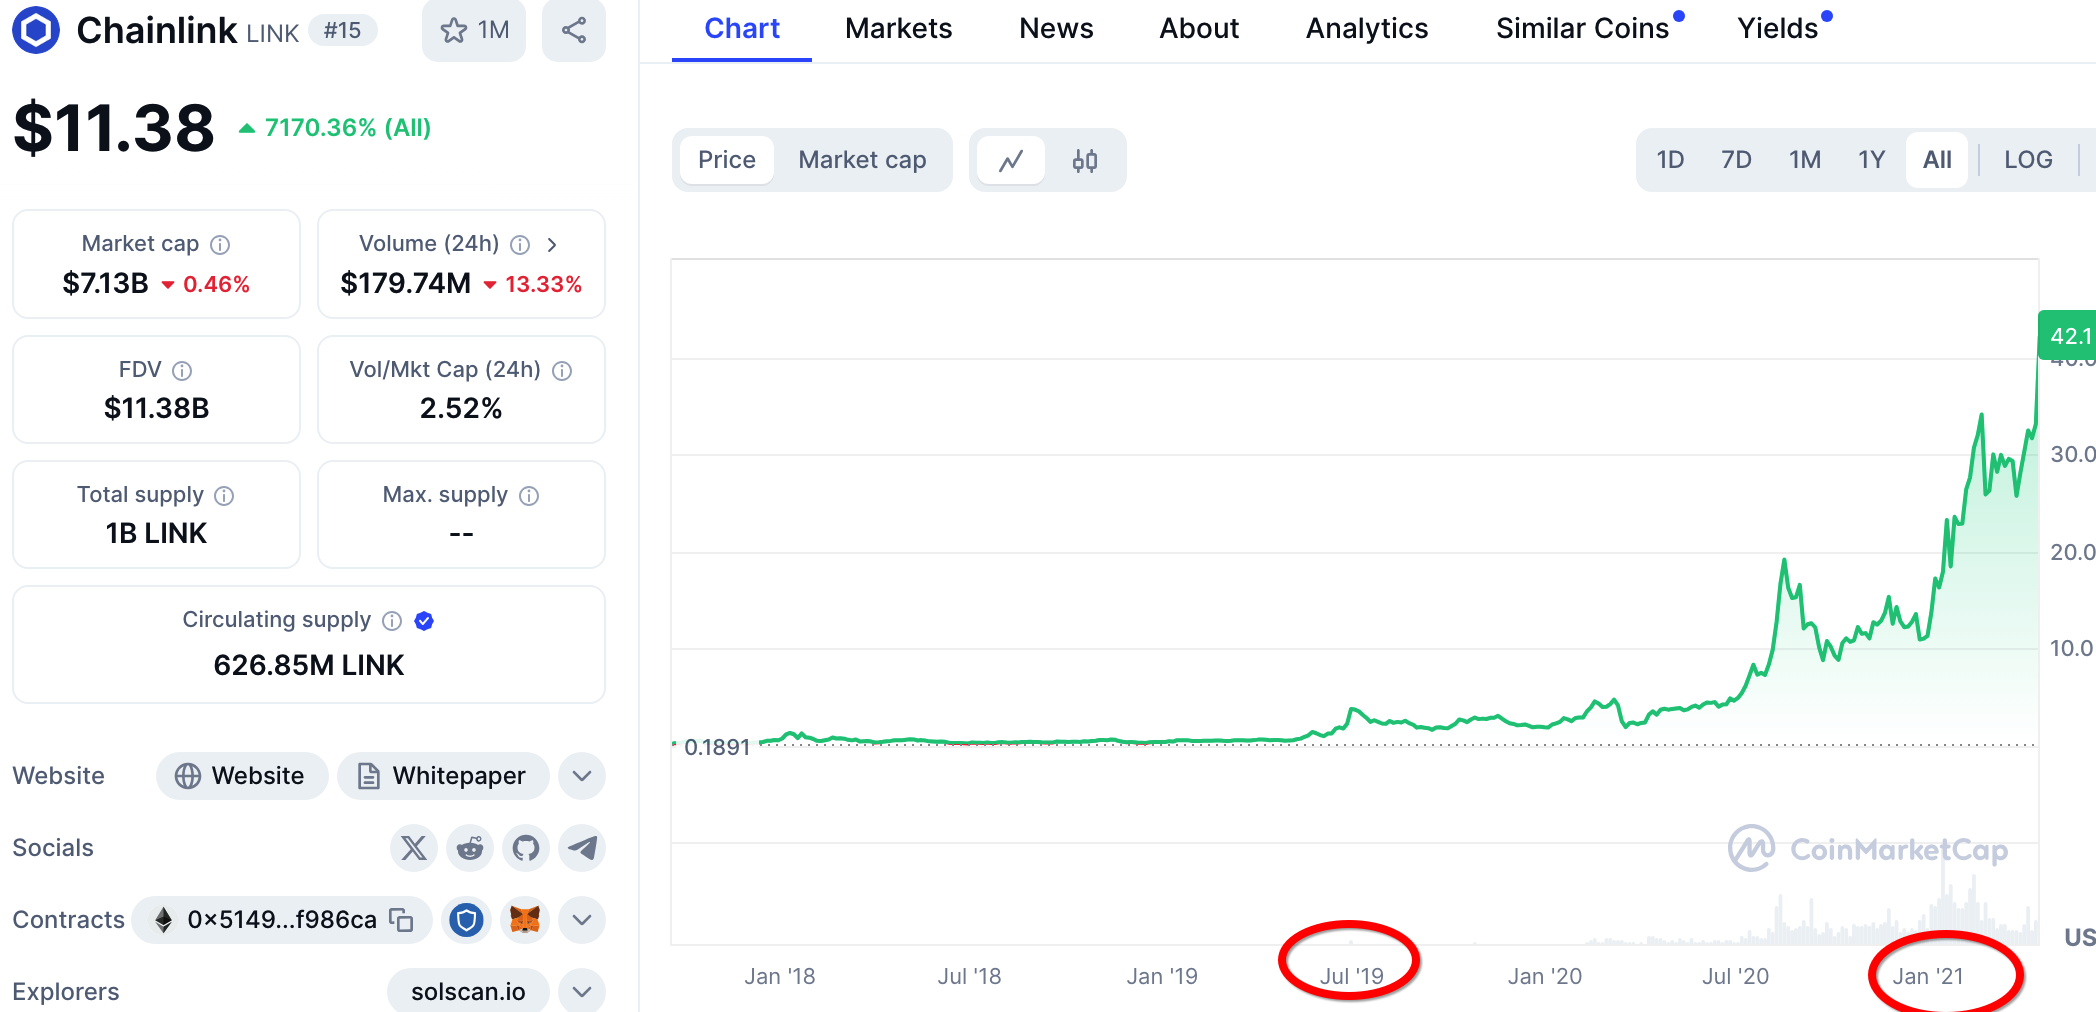 Chainlink LINK #15 1M
Chart Markets News About Analytics Similar Coins Yields
$11.38 7170.36% (All)
Price Market cap
1D 7D 1M 1Y All LOG
Market cap
$7.13B 0.46%
Volume (24h)
$179.74M 13.33%
FDV
$11.38B
Vol/Mkt Cap (24h)
2.52%
Total supply
1B LINK
Max. supply
--
Circulating supply
626.85M LINK
Website Website Whitepaper
Socials
Contracts 0x5149...f986ca
Explorers solscan.io
42.1
30.0
20.0
10.0
0.1891
CoinMarketCap
US
Jan '18 Jul '18 Jan '19 Jul '19 Jan '20 Jul '20 Jan '21